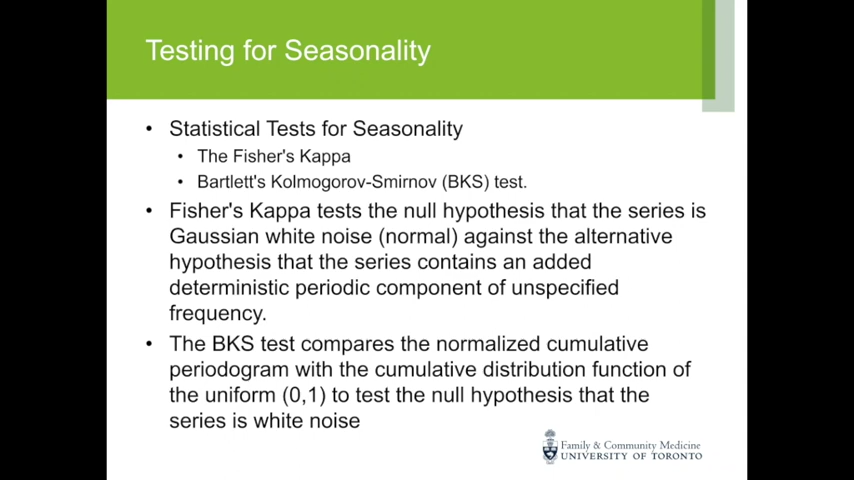 Testing for Seasonality
• Statistical Tests for Seasonality
• The Fisher's Kappa
• Bartlett's Kolmogorov-Smirnov (BKS) test.
• Fisher's Kappa tests the null hypothesis that the series is
Gaussian white noise (normal) against the alternative
hypothesis that the series contains an added
deterministic periodic component of unspecified
frequency.
• The BKS test compares the normalized cumulative
periodogram with the cumulative distribution function of
the uniform (0,1) to test the null hypothesis that the
series is white noise
Family & Community Medicine
UNIVERSITY OF TORONTO